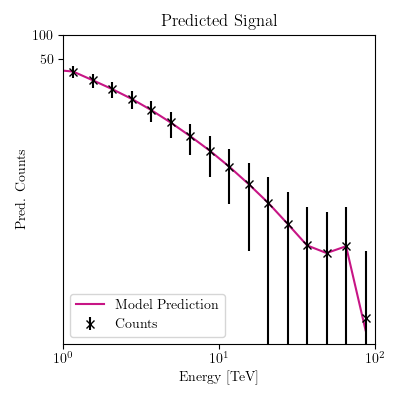 Predicted Signal
100
50
Pred. Counts
Model Prediction
Counts
10^0
10^1
10^2
Energy [TeV]